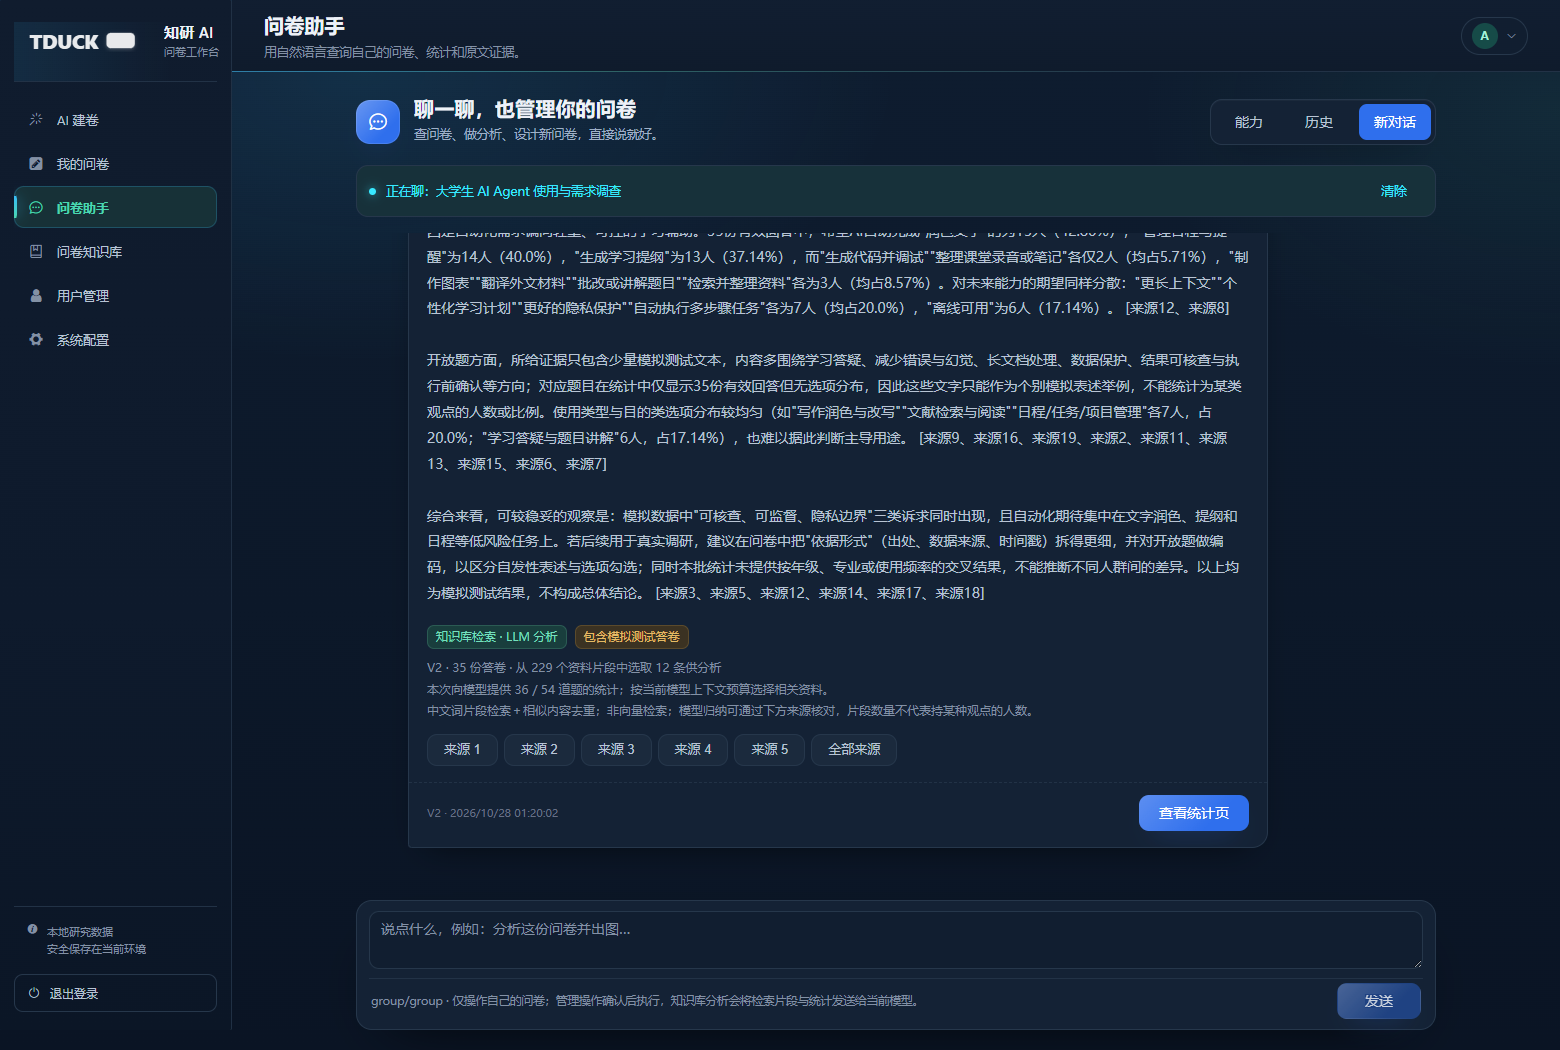 TDUCK
知研 AI
问卷工作台
AI 建卷
我的问卷
问卷助手
问卷知识库
用户管理
系统配置
本地研究数据
安全保存在当前环境
退出登录
问卷助手
用自然语言查询自己的问卷、统计和原文证据。
A
聊一聊，也管理你的问卷
查问卷、做分析、设计新问卷，直接说就好。
能力
历史
新对话
正在聊：大学生 AI Agent 使用与需求调查
清除
醒"为14人（40.0%），"生成学习提纲"为13人（37.14%），而"生成代码并调试""整理课堂录音或笔记"各仅2人（均占5.71%），"制
作图表""翻译外文材料""批改或讲解题目""检索并整理资料"各为3人（均占8.57%）。对未来能力的期望同样分散："更长上下文""个
性化学习计划""更好的隐私保护""自动执行多步骤任务"各为7人（均占20.0%），"离线可用"为6人（17.14%）。 [来源12、来源8]
开放题方面，所给证据只包含少量模拟测试文本，内容多围绕学习答疑、减少错误与幻觉、长文档处理、数据保护、结果可核查与执
行前确认等方向；对应题目在统计中仅显示35份有效回答但无选项分布，因此这些文字只能作为个别模拟表述举例，不能统计为某类
观点的人数或比例。使用类型与目的类选项分布较均匀（如"写作润色与改写""文献检索与阅读""日程/任务/项目管理"各7人，占
20.0%；"学习答疑与题目讲解"6人，占17.14%），也难以据此判断主导用途。 [来源9、来源16、来源19、来源2、来源11、来源
13、来源15、来源6、来源7]
综合来看，可较稳妥的观察是：模拟数据中"可核查、可监督、隐私边界"三类诉求同时出现，且自动化期待集中在文字润色、提纲和
日程等低风险任务上。若后续用于真实调研，建议在问卷中把"依据形式"（出处、数据来源、时间戳）拆得更细，并对开放题做编
码，以区分自发性表述与选项勾选；同时本批统计未提供按年级、专业或使用频率的交叉结果，不能推断不同人群间的差异。以上均
为模拟测试结果，不构成总体结论。 [来源3、来源5、来源12、来源14、来源17、来源18]
知识库检索 · LLM 分析
包含模拟测试答卷
V2 · 35 份答卷 · 从 229 个资料片段中选取 12 条供分析
本次向模型提供 36 / 54 道题的统计；按当前模型上下文预算选择相关资料。
中文词片段检索 + 相似内容去重；非向量检索；模型归纳可通过下方来源核对，片段数量不代表持某种观点的人数。
来源 1
来源 2
来源 3
来源 4
来源 5
全部来源
V2 · 2026/10/28 01:20:02
查看统计页
说点什么，例如：分析这份问卷并出图...
group/group · 仅操作自己的问卷；管理操作确认后执行，知识库分析会将检索片段与统计发送给当前模型。
发送